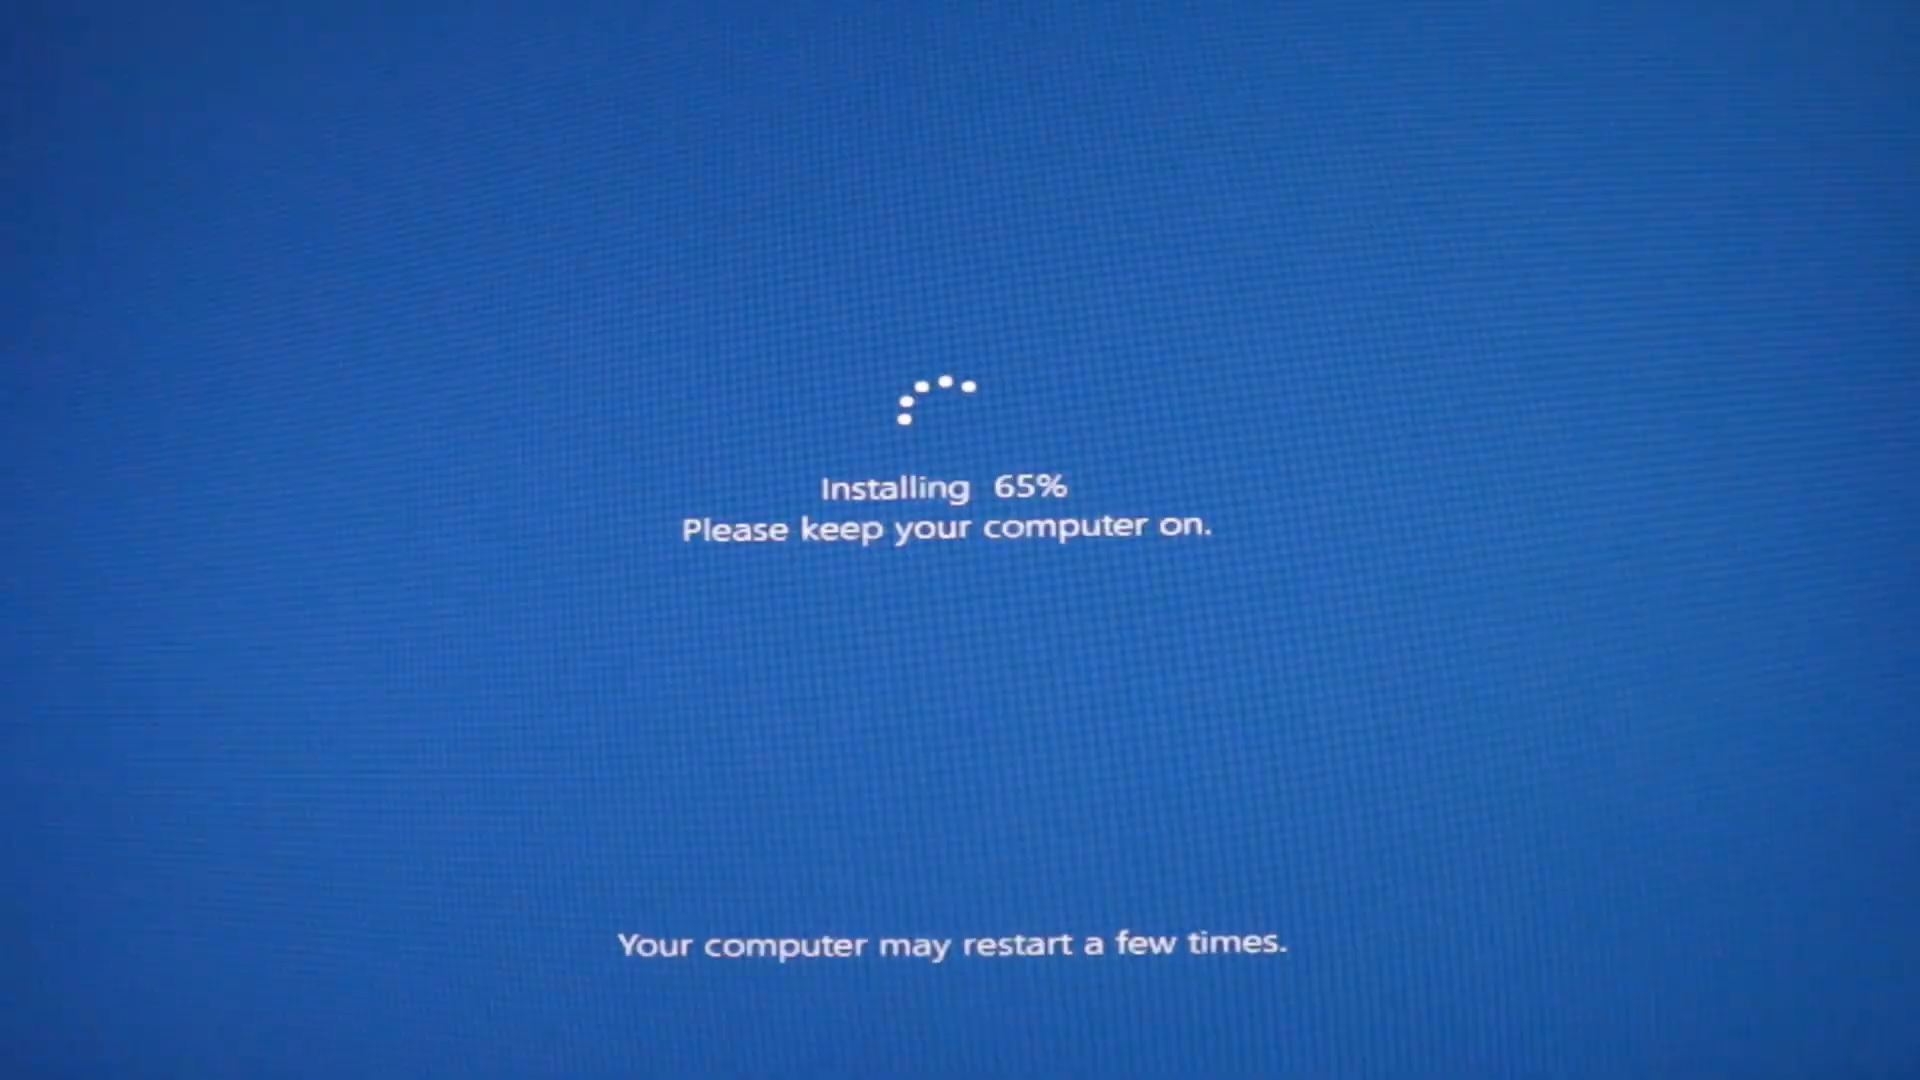 Installing 65%
Please keep your computer on.
Your computer may restart a few times.